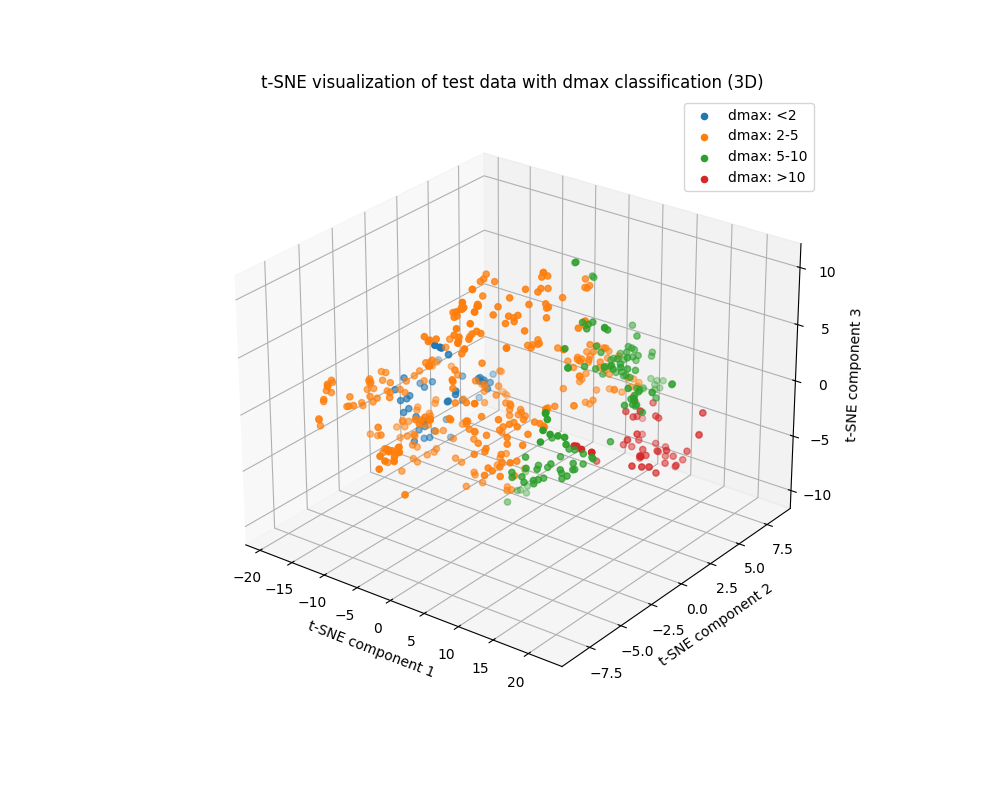 t-SNE visualization of test data with dmax classification (3D)
dmax: <2
dmax: 2-5
dmax: 5-10
dmax: >10
10
5
0
−5
−10
t-SNE component 3
−20
−15
−10
−5
0
5
10
15
20
t-SNE component 1
7.5
5.0
2.5
0.0
−2.5
−5.0
−7.5
t-SNE component 2